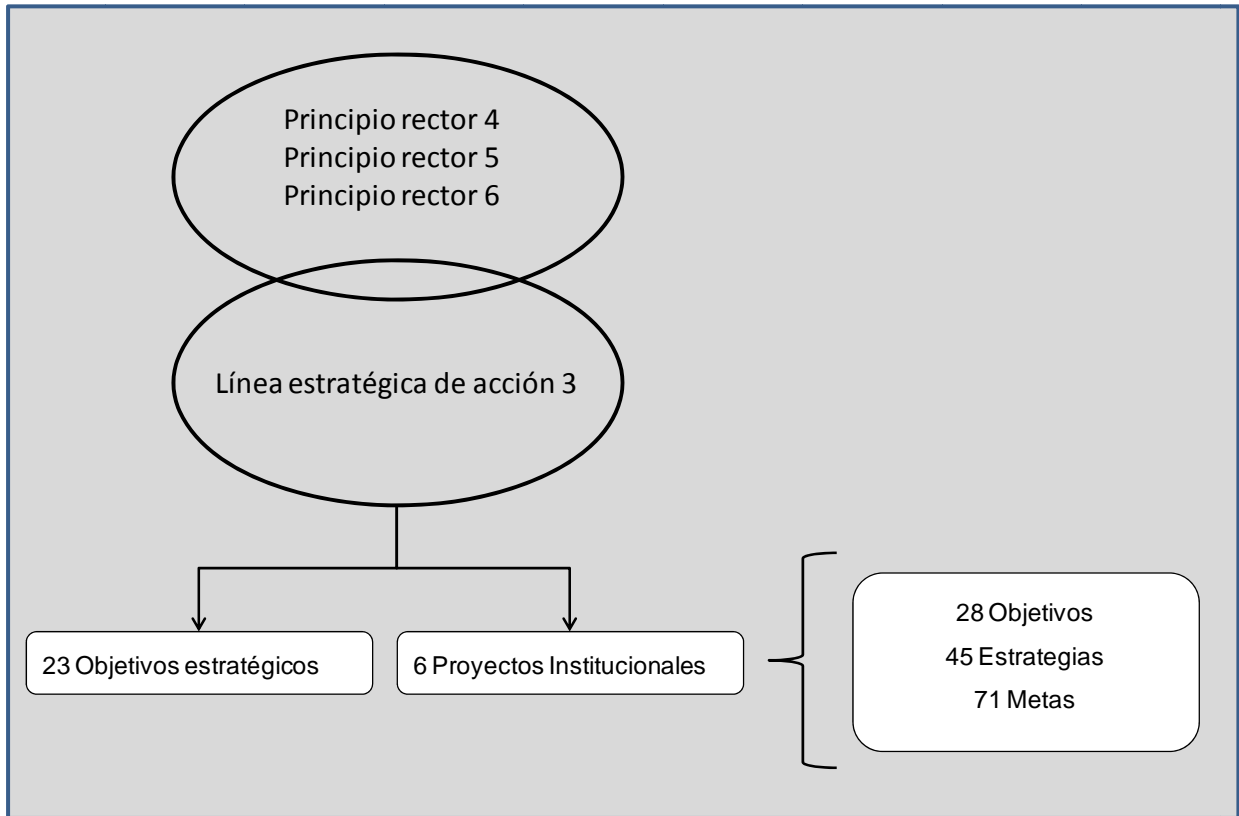 Principio rector 4
Principio rector 5
Principio rector 6
Línea estratégica de acción 3
23 Objetivos estratégicos
6 Proyectos Institucionales
28 Objetivos
45 Estrategias
71 Metas